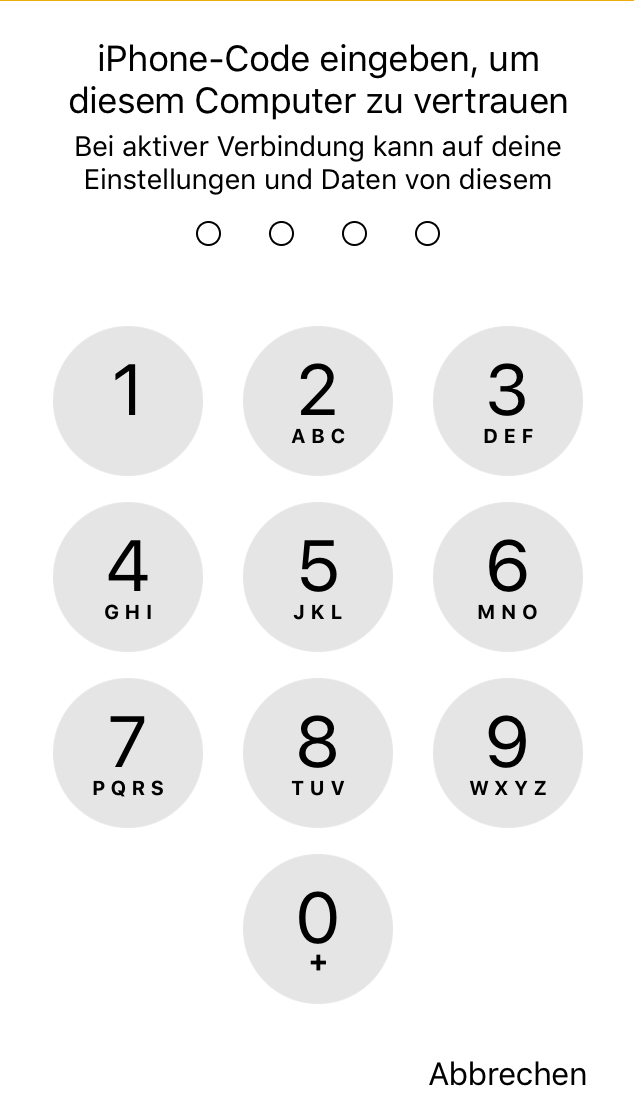 iPhone-Code eingeben, um
diesem Computer zu vertrauen
Bei aktiver Verbindung kann auf deine
Einstellungen und Daten von diesem
1
2
ABC
3
DEF
4
GHI
5
JKL
6
MNO
7
PQRS
8
TUV
9
WXYZ
0
+
Abbrechen